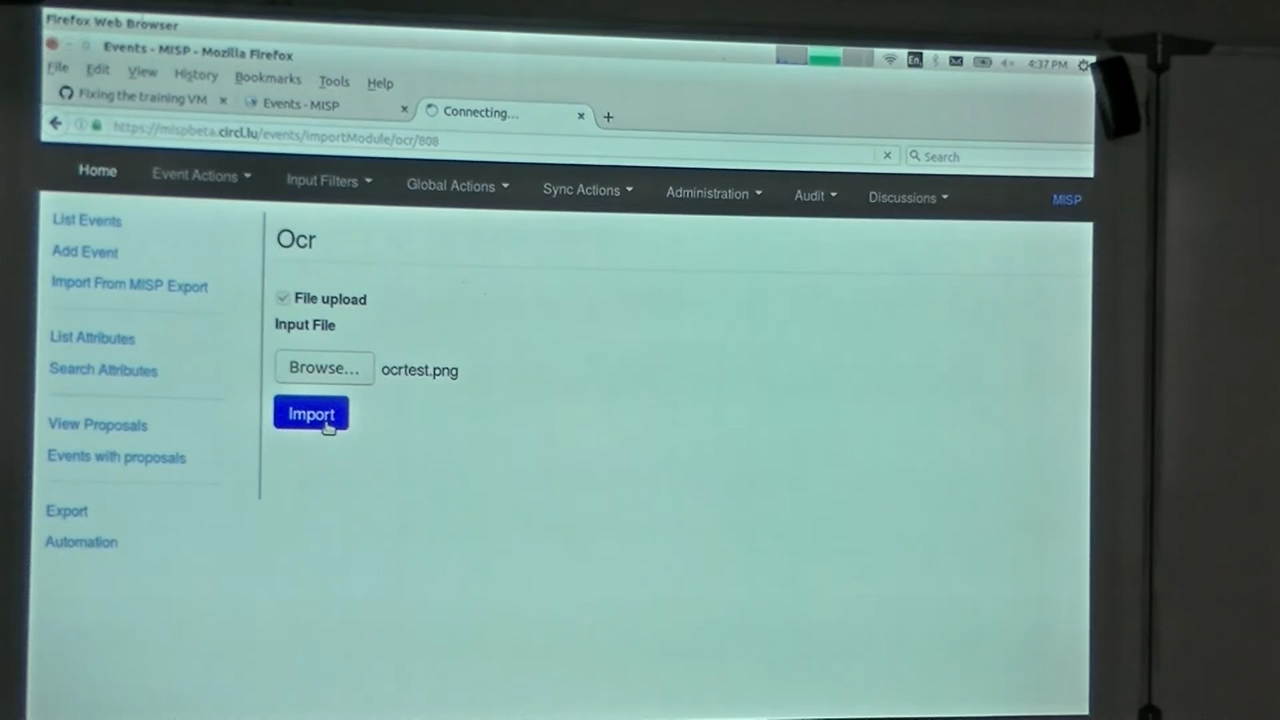 Firefox Web Browser
Events - MISP - Mozilla Firefox
En
4:37 PM
File Edit View History Bookmarks Tools Help
Fixing the training VM × Events - MISP × Connecting... × +
https://mispbeta.circl.lu/events/importModule/ocr/808 × Search
Home Event Actions Input Filters Global Actions Sync Actions Administration Audit Discussions MISP
List Events
Add Event
Import From MISP Export
List Attributes
Search Attributes
View Proposals
Events with proposals
Export
Automation
Ocr
File upload
Input File
Browse... ocrtest.png
Import